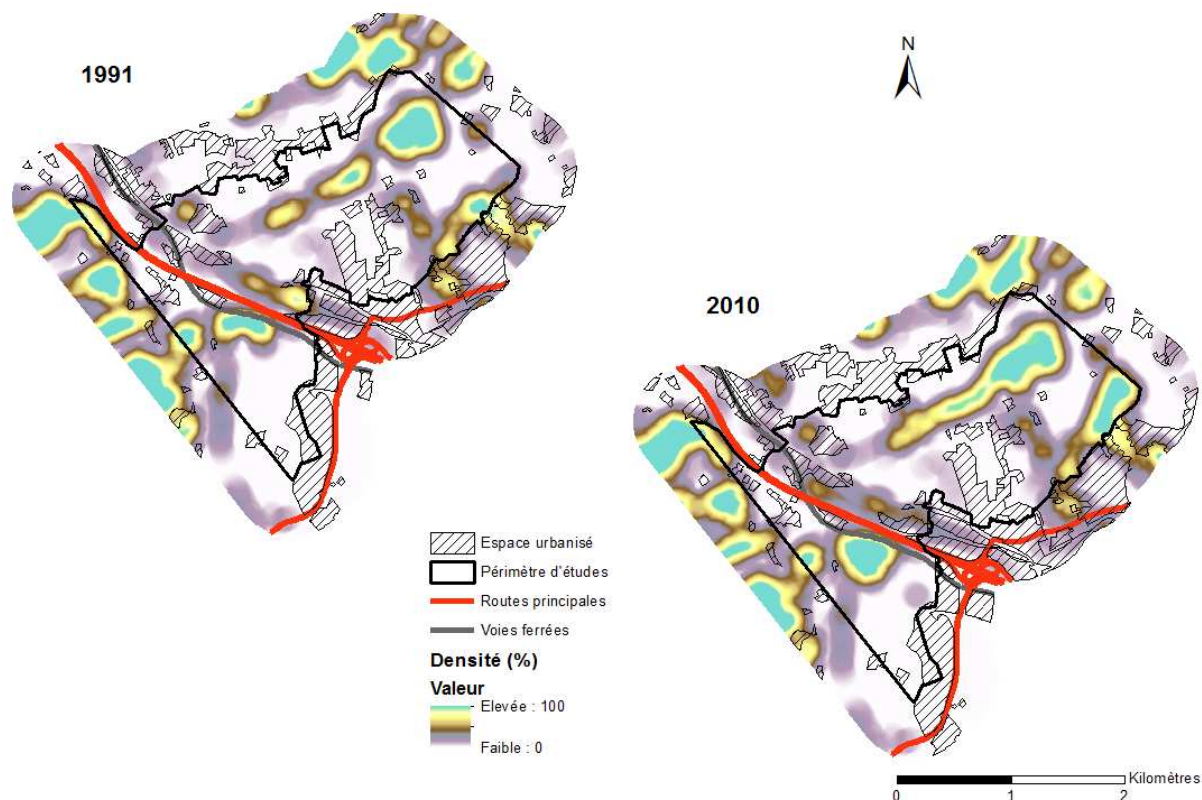 1991
N
2010
Espace urbanisé
Périmètre d'études
Routes principales
Voies ferrées
Densité (%)
Valeur
Elevée : 100
Faible : 0
Kilomètres
0 1 2